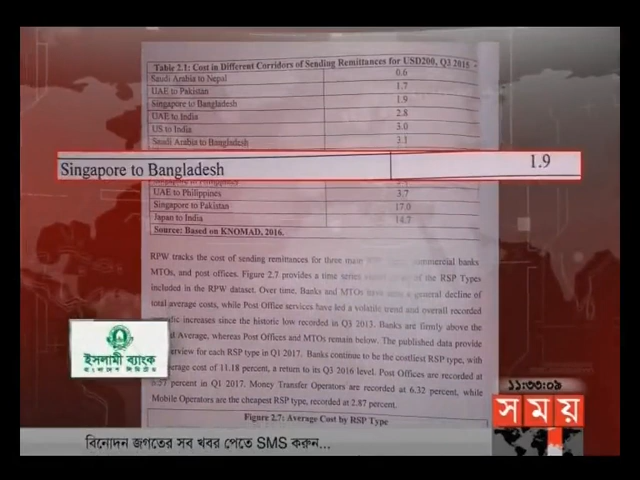 Table 2.1: Cost in Different Corridors of Sending Remittances for USD200, Q3 2015
Saudi Arabia to Nepal 0.6
UAE to Pakistan 1.7
Singapore to Bangladesh 1.9
UAE to India 2.8
US to India 3.0
Saudi Arabia to Bangladesh 3.1
Singapore to Bangladesh 1.9
UAE to Philippines 3.7
Singapore to Pakistan 17.0
Japan to India 14.7
Source: Based on KNOMAD, 2016.
RPW tracks the cost of sending remittances for three main commercial banks
MTOs, and post offices. Figure 2.7 provides a time series of the RSP Types
included in the RPW dataset. Over time, Banks and MTOs have a general decline of
total average costs, while Post Office services have led a volatile trend and overall recorded
increases since the historic low recorded in Q3 2013. Banks are firmly above the
Average, whereas Post Offices and MTOs remain below. The published data provide
for each RSP type in Q1 2017. Banks continue to be the costliest RSP type, with
cost of 11.18 percent, a return to its Q3 2016 level. Post Offices are recorded at
percent in Q1 2017. Money Transfer Operators are recorded at 6.32 percent, while
Mobile Operators are the cheapest RSP type, recorded at 2.87 percent.
Figure 2.7: Average Cost by RSP Type
ইসলামী ব্যাংক
বাংলাদেশ লিমিটেড
১১:৩৩:০৯
সময়
বিনোদন জগতের সব খবর পেতে SMS করুন...